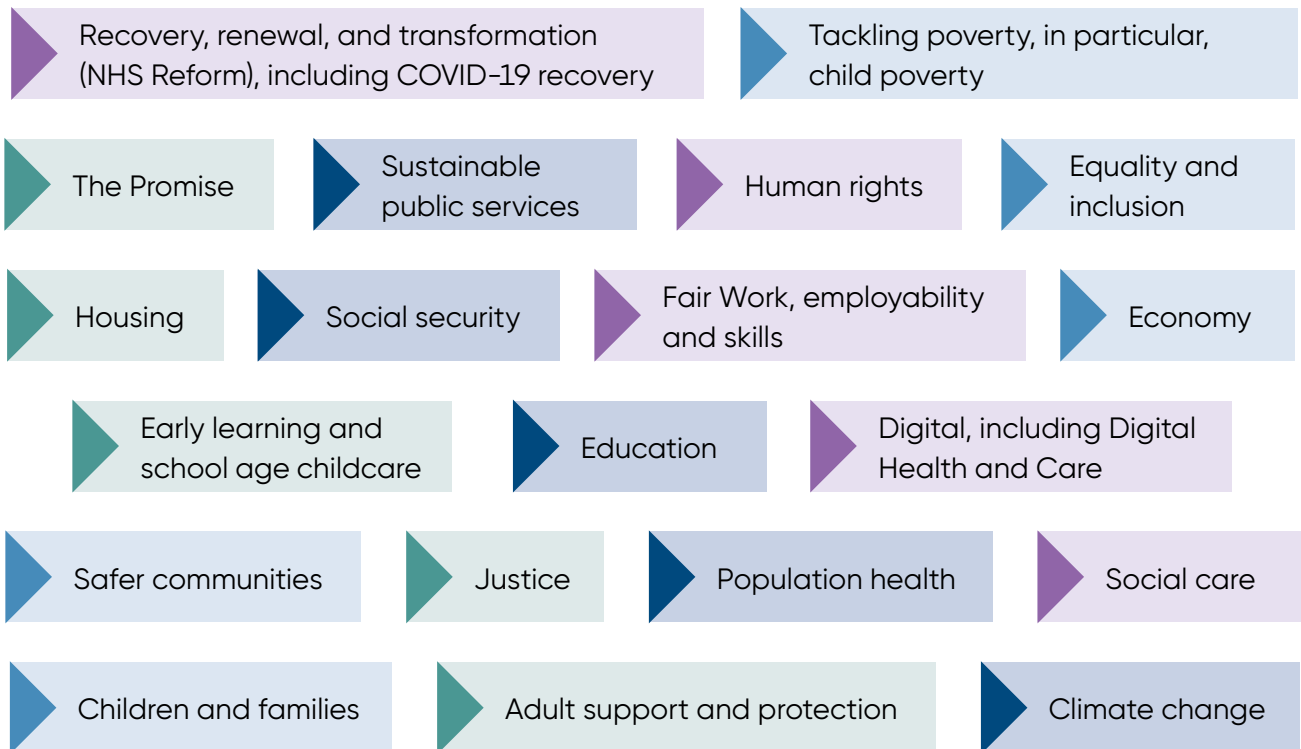 Recovery, renewal, and transformation
(NHS Reform), including COVID-19 recovery
Tackling poverty, in particular,
child poverty
The Promise
Sustainable
public services
Human rights
Equality and
inclusion
Housing
Social security
Fair Work, employability
and skills
Economy
Early learning and
school age childcare
Education
Digital, including Digital
Health and Care
Safer communities
Justice
Population health
Social care
Children and families
Adult support and protection
Climate change